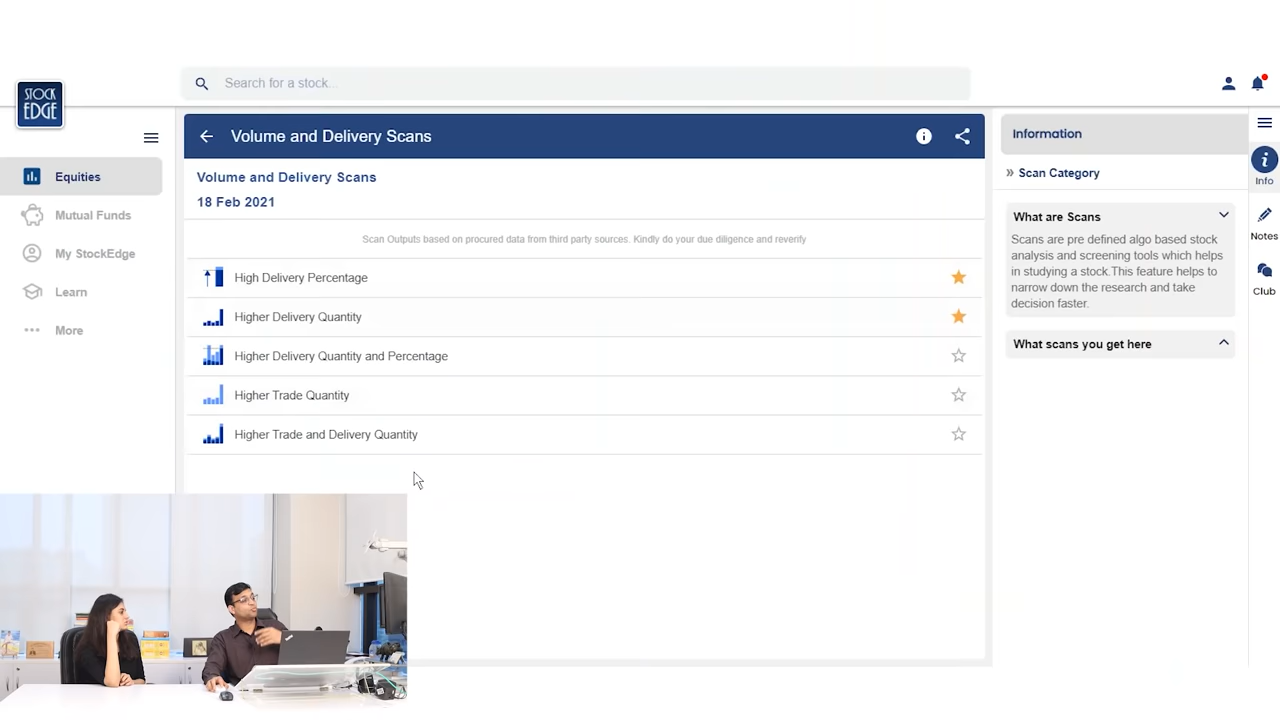 STOCK
EDGE
Search for a stock...
Equities
Mutual Funds
My StockEdge
Learn
More
Volume and Delivery Scans
Volume and Delivery Scans
18 Feb 2021
Scan Outputs based on procured data from third party sources. Kindly do your due diligence and reverify
High Delivery Percentage
Higher Delivery Quantity
Higher Delivery Quantity and Percentage
Higher Trade Quantity
Higher Trade and Delivery Quantity
Information
» Scan Category
What are Scans
Scans are pre defined algo based stock
analysis and screening tools which helps
in studying a stock.This feature helps to
narrow down the research and take
decision faster.
What scans you get here
Info
Notes
Club